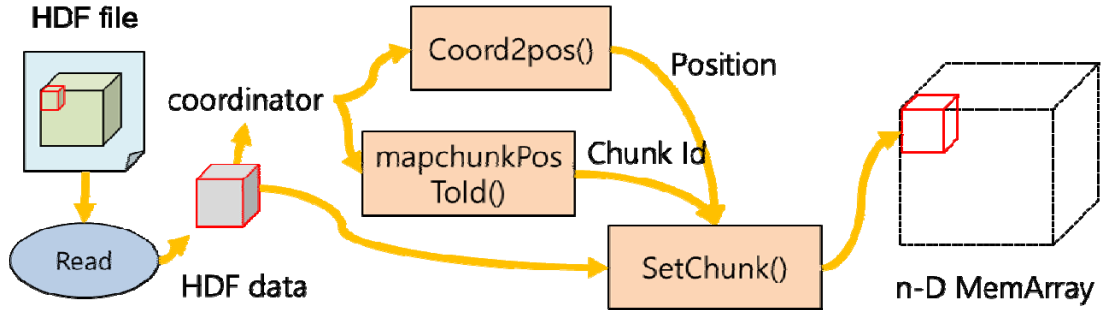 HDF file
Coord2pos()
Position
coordinator
mapchunkPos
ToId()
Chunk Id
Read
HDF data
SetChunk()
n-D MemArray